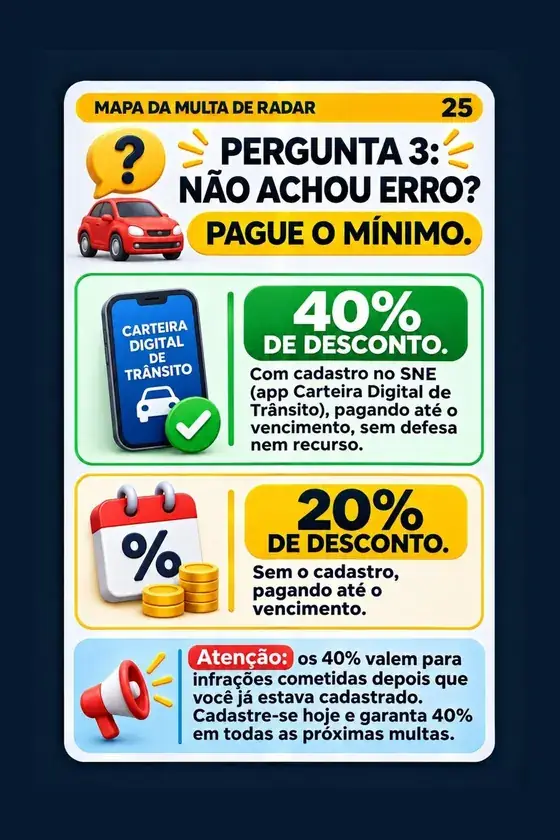 MAPA DA MULTA DE RADAR
25
?
PERGUNTA 3:
NÃO ACHOU ERRO?
PAGUE O MÍNIMO.
CARTEIRA
DIGITAL
DE
TRÂNSITO
40%
DE DESCONTO.
Com cadastro no SNE
(app Carteira Digital de
Trânsito), pagando até o
vencimento, sem defesa
nem recurso.
%
20%
DE DESCONTO.
Sem o cadastro,
pagando até o
vencimento.
Atenção: os 40% valem para
infrações cometidas depois que
você já estava cadastrado.
Cadastre-se hoje e garanta 40%
em todas as próximas multas.